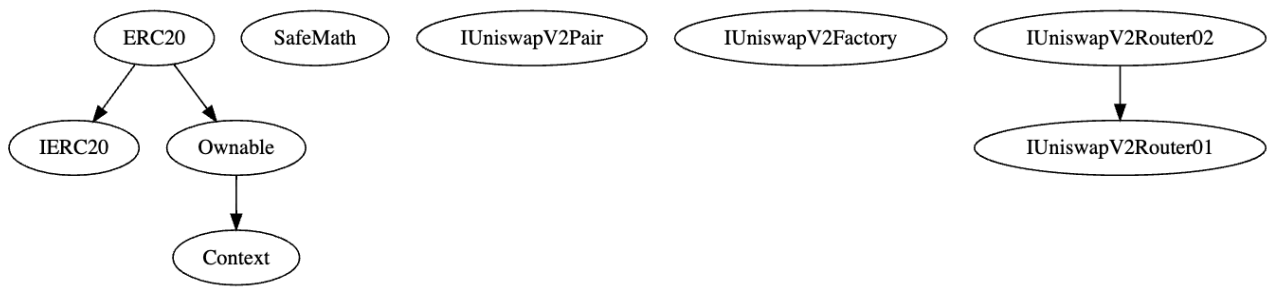 ERC20
SafeMath
IUniswapV2Pair
IUniswapV2Factory
IUniswapV2Router02
IERC20
Ownable
IUniswapV2Router01
Context